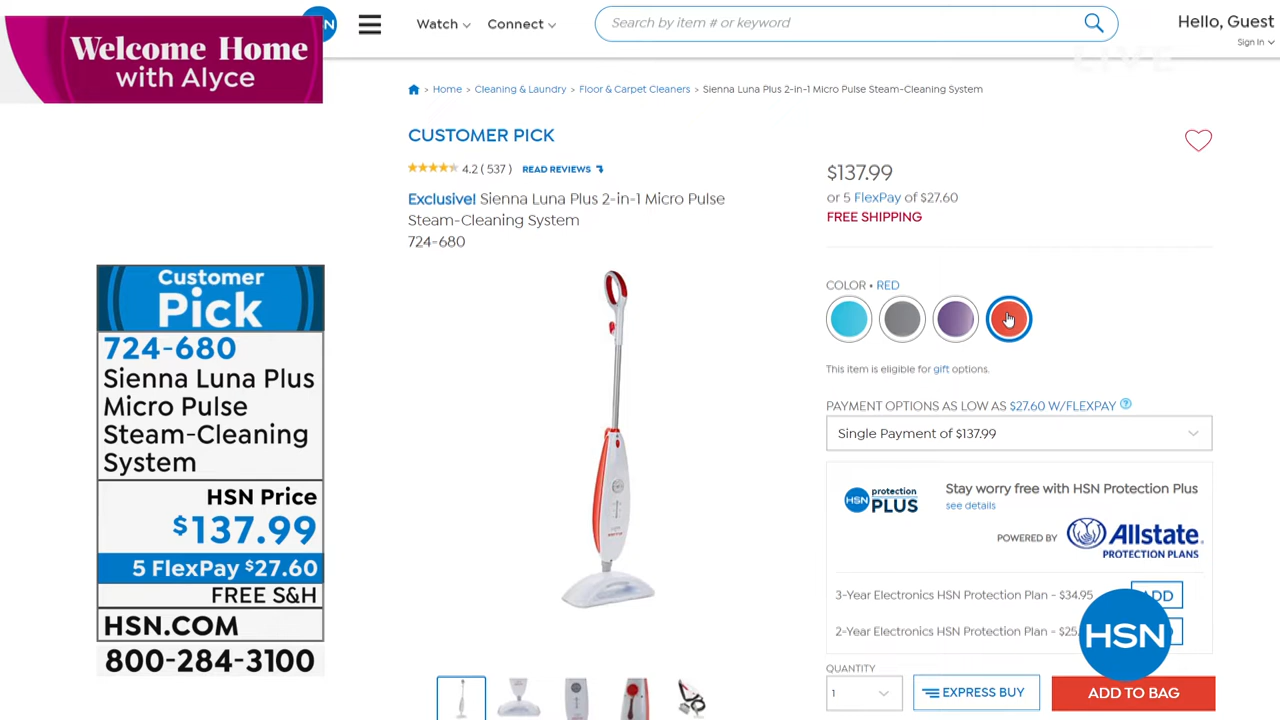 Welcome Home
with Alyce
HSN
Watch
Connect
Search by item # or keyword
Hello, Guest
Sign In
LIVE
> Home > Cleaning & Laundry > Floor & Carpet Cleaners > Sienna Luna Plus 2-in-1 Micro Pulse Steam-Cleaning System
CUSTOMER PICK
4.2 ( 537 ) READ REVIEWS
Exclusive! Sienna Luna Plus 2-in-1 Micro Pulse
Steam-Cleaning System
724-680
$137.99
or 5 FlexPay of $27.60
FREE SHIPPING
COLOR • RED
This item is eligible for gift options.
PAYMENT OPTIONS AS LOW AS $27.60 W/FLEXPAY ?
Single Payment of $137.99
HSN protection PLUS
Stay worry free with HSN Protection Plus
see details
POWERED BY Allstate.
PROTECTION PLANS
3-Year Electronics HSN Protection Plan - $34.95 ADD
2-Year Electronics HSN Protection Plan - $25.
HSN
QUANTITY
1
EXPRESS BUY
ADD TO BAG
Customer
Pick
724-680
Sienna Luna Plus
Micro Pulse
Steam-Cleaning
System
HSN Price
$137.99
5 FlexPay $27.60
FREE S&H
HSN.COM
800-284-3100